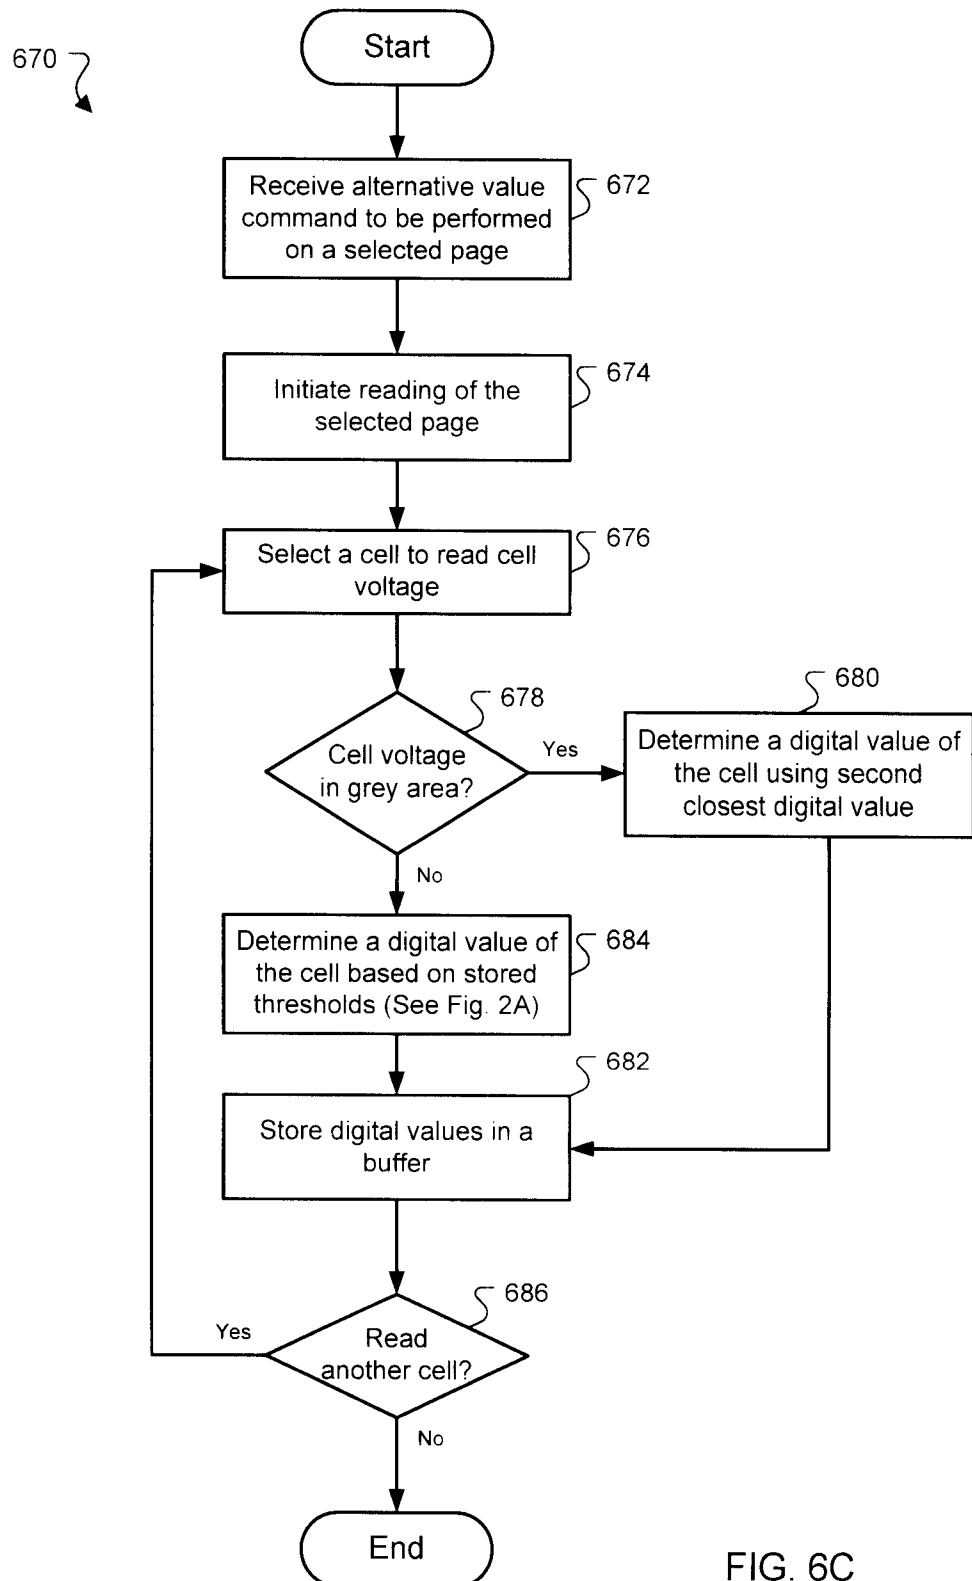 Start
670
Receive alternative value
command to be performed
on a selected page
672
Initiate reading of the
selected page
674
Select a cell to read cell
voltage
676
Cell voltage
in grey area?
678
Yes
680
Determine a digital value of
the cell using second
closest digital value
No
Determine a digital value of
the cell based on stored
thresholds (See Fig. 2A)
684
682
Store digital values in a
buffer
686
Yes
Read
another cell?
No
End
FIG. 6C